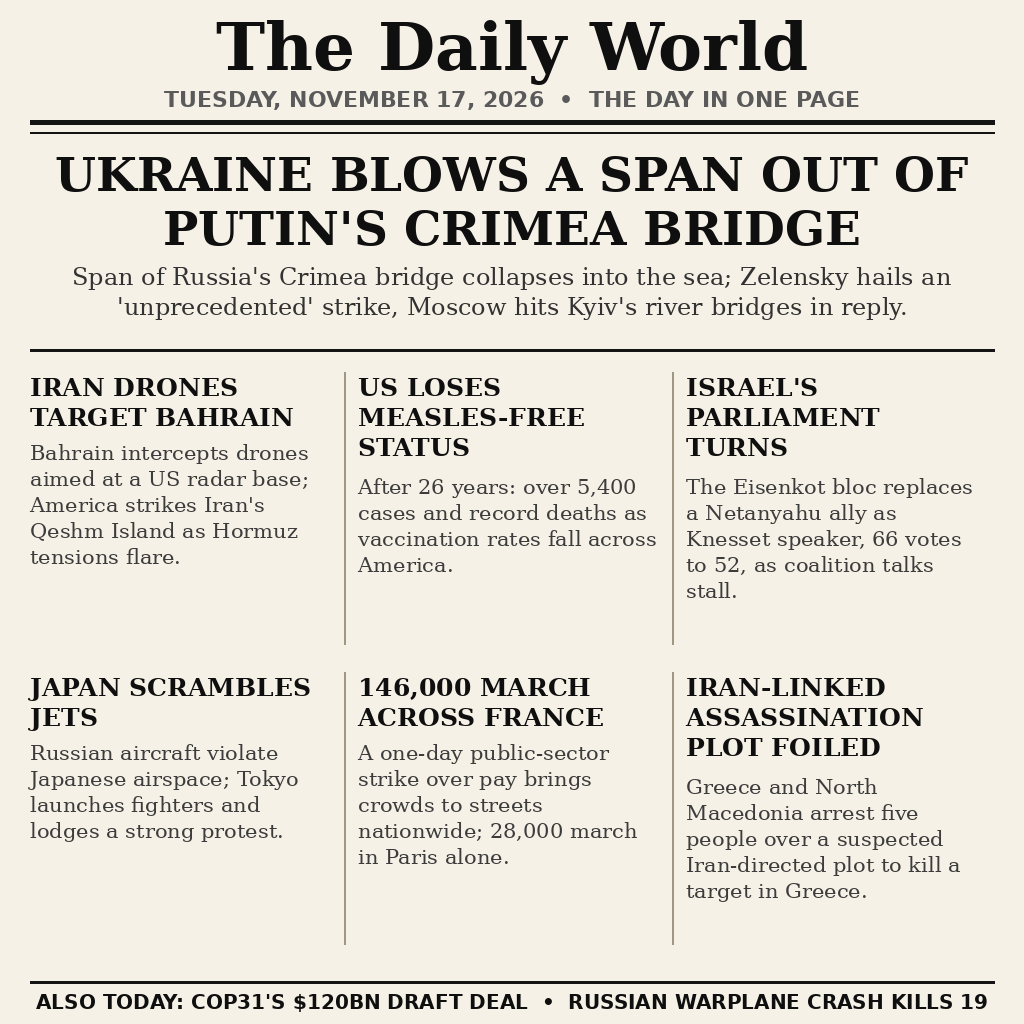 The Daily World
TUESDAY, NOVEMBER 17, 2026 • THE DAY IN ONE PAGE
UKRAINE BLOWS A SPAN OUT OF
PUTIN'S CRIMEA BRIDGE
Span of Russia's Crimea bridge collapses into the sea; Zelensky hails an
'unprecedented' strike, Moscow hits Kyiv's river bridges in reply.
IRAN DRONES
TARGET BAHRAIN
Bahrain intercepts drones
aimed at a US radar base;
America strikes Iran's
Qeshm Island as Hormuz
tensions flare.
US LOSES
MEASLES-FREE
STATUS
After 26 years: over 5,400
cases and record deaths as
vaccination rates fall across
America.
ISRAEL'S
PARLIAMENT
TURNS
The Eisenkot bloc replaces
a Netanyahu ally as
Knesset speaker, 66 votes
to 52, as coalition talks
stall.
JAPAN SCRAMBLES
JETS
Russian aircraft violate
Japanese airspace; Tokyo
launches fighters and
lodges a strong protest.
146,000 MARCH
ACROSS FRANCE
A one-day public-sector
strike over pay brings
crowds to streets
nationwide; 28,000 march
in Paris alone.
IRAN-LINKED
ASSASSINATION
PLOT FOILED
Greece and North
Macedonia arrest five
people over a suspected
Iran-directed plot to kill a
target in Greece.
ALSO TODAY: COP31'S $120BN DRAFT DEAL • RUSSIAN WARPLANE CRASH KILLS 19